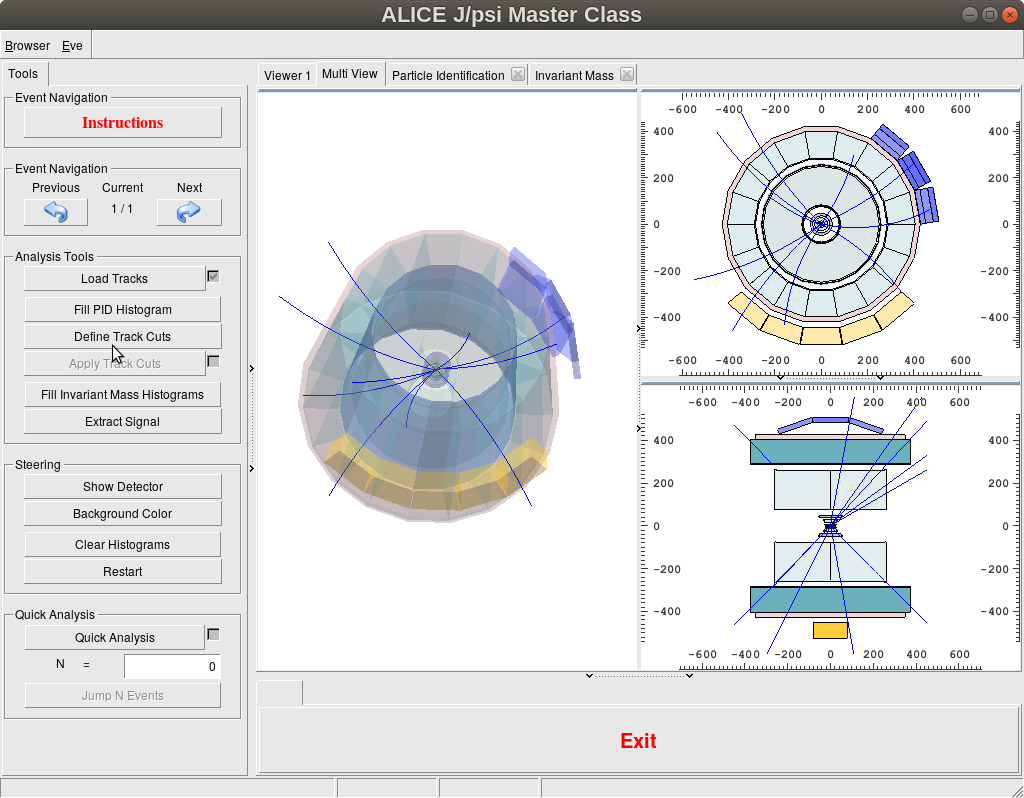 ALICE J/psi Master Class
Browser Eve
Tools
Viewer 1 Multi View Particle Identification Invariant Mass
Event Navigation
Instructions
Event Navigation
Previous Current Next
1 / 1
Analysis Tools
Load Tracks
Fill PID Histogram
Define Track Cuts
Apply Track Cuts
Fill Invariant Mass Histograms
Extract Signal
Steering
Show Detector
Background Color
Clear Histograms
Restart
Quick Analysis
Quick Analysis
N = 0
Jump N Events
-600 -400 -200 0 200 400 600
400 400
200 200
0 0
-200 -200
-400 -400
-600 -400 -200 0 200 400 600
-600 -400 -200 0 200 400 600
400 400
200 200
0 0
-200 -200
-400 -400
-600 -400 -200 0 200 400 600
Exit